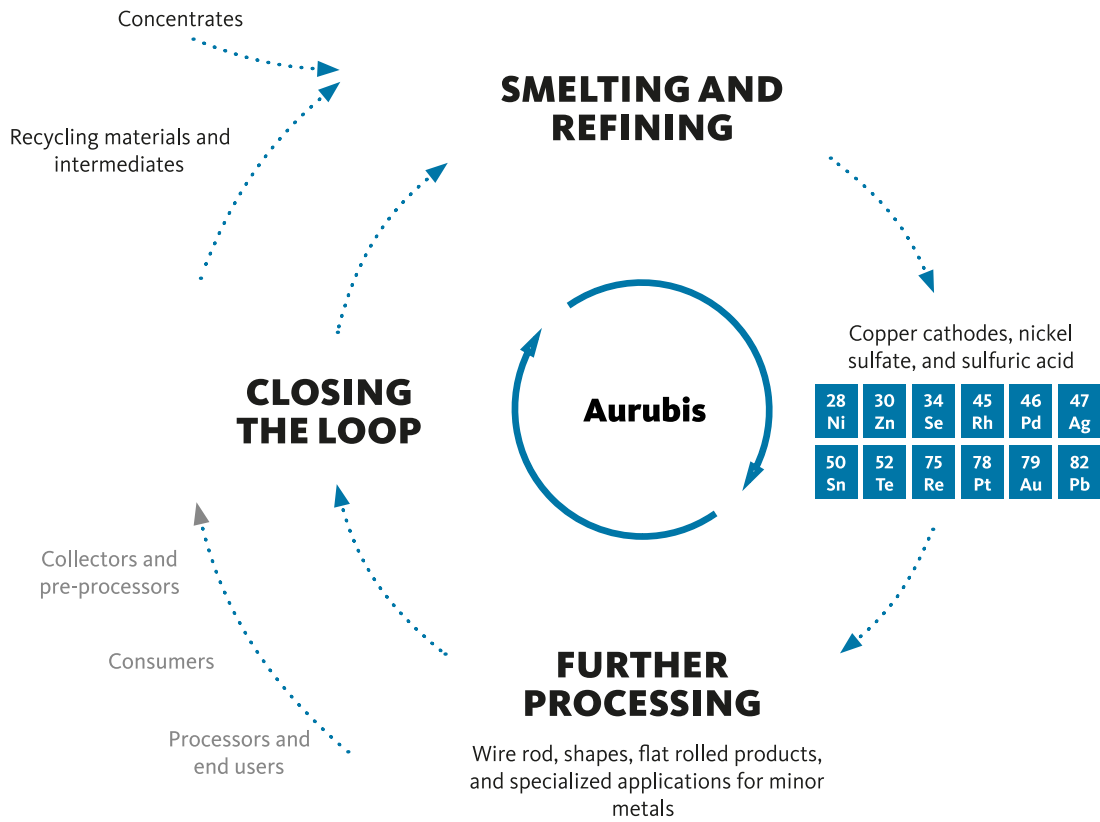 Concentrates
Recycling materials and
intermediates
SMELTING AND
REFINING
Copper cathodes, nickel
sulfate, and sulfuric acid
28 30 34 45 46 47
Ni Zn Se Rh Pd Ag
50 52 75 78 79 82
Sn Te Re Pt Au Pb
Aurubis
CLOSING
THE LOOP
Collectors and
pre-processors
Consumers
Processors and
end users
FURTHER
PROCESSING
Wire rod, shapes, flat rolled products,
and specialized applications for minor
metals